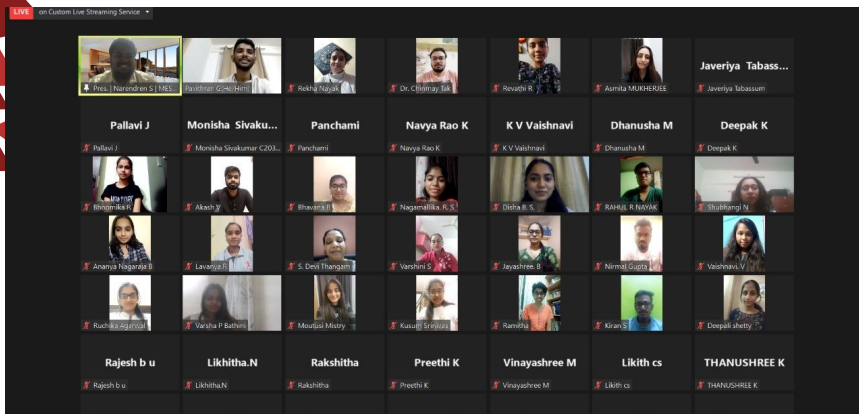 LIVE on Custom Live Streaming Service
Pres. | Narendren S | MES...
Pavithran G (He/Him)
Rekha Nayak
Dr. Chinmay Tak
Revathi R
Asmita MUKHERJEE
Javeriya Tabass...
Javeriya Tabassum
Pallavi J
Monisha Sivaku...
Panchami
Navya Rao K
K V Vaishnavi
Dhanusha M
Deepak K
Pallavi J
Monisha Sivakumar C203...
Panchami
Navya Rao K
K V Vaishnavi
Dhanusha M
Deepak K
Bhoomika R
Akash V
Bhavana R
Nagamallika. R. S.
Disha B. S.
RAHUL R NAYAK
Shubhangi N
Ananya Nagaraja B
Lavanya R
S. Devi Thangam
Varshini S
Jayashree. B
Nirmal Gupta
Vaishnavi. V
Ruchika Agarwal
Varsha P Bathini
Moutusi Mistry
Kusum Srinivas
Ramitha
Kiran S
Deepali shetty
Rajesh b u
Likhitha.N
Rakshitha
Preethi K
Vinayashree M
Likith cs
THANUSHREE K
Rajesh b u
Likhitha.N
Rakshitha
Preethi K
Vinayashree M
Likith cs
THANUSHREE K